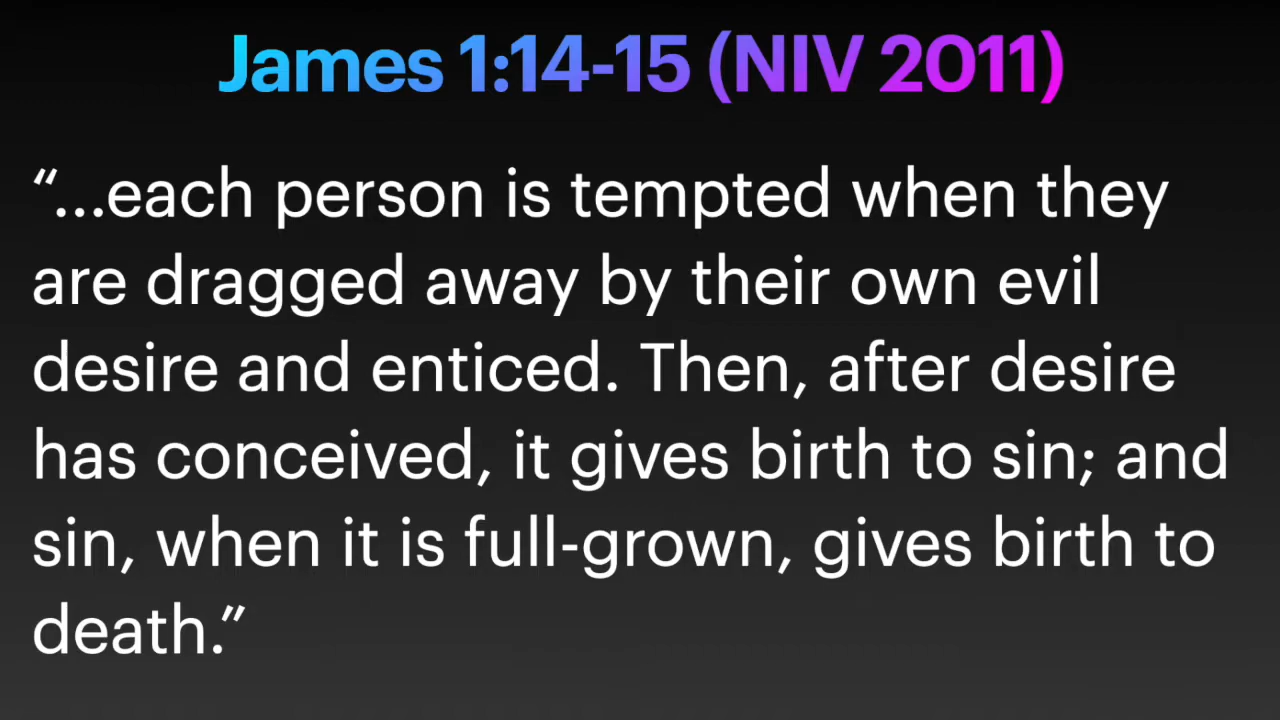 James 1:14-15 (NIV 2011)
“...each person is tempted when they
are dragged away by their own evil
desire and enticed. Then, after desire
has conceived, it gives birth to sin; and
sin, when it is full-grown, gives birth to
death.”